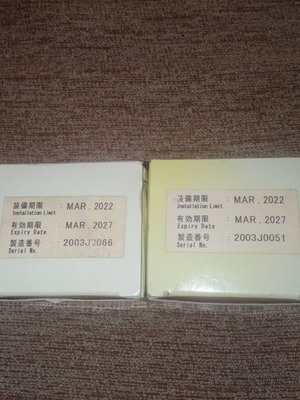 装備期限 : MAR.2022
Installation Limit
有効期限 : MAR.2027
Expiry Date
製造番号 : 2003J0086
Serial No.
装備期限 : MAR.2022
Installation Limit
有効期限 : MAR.2027
Expiry Date
製造番号 : 2003J0051
Serial No.